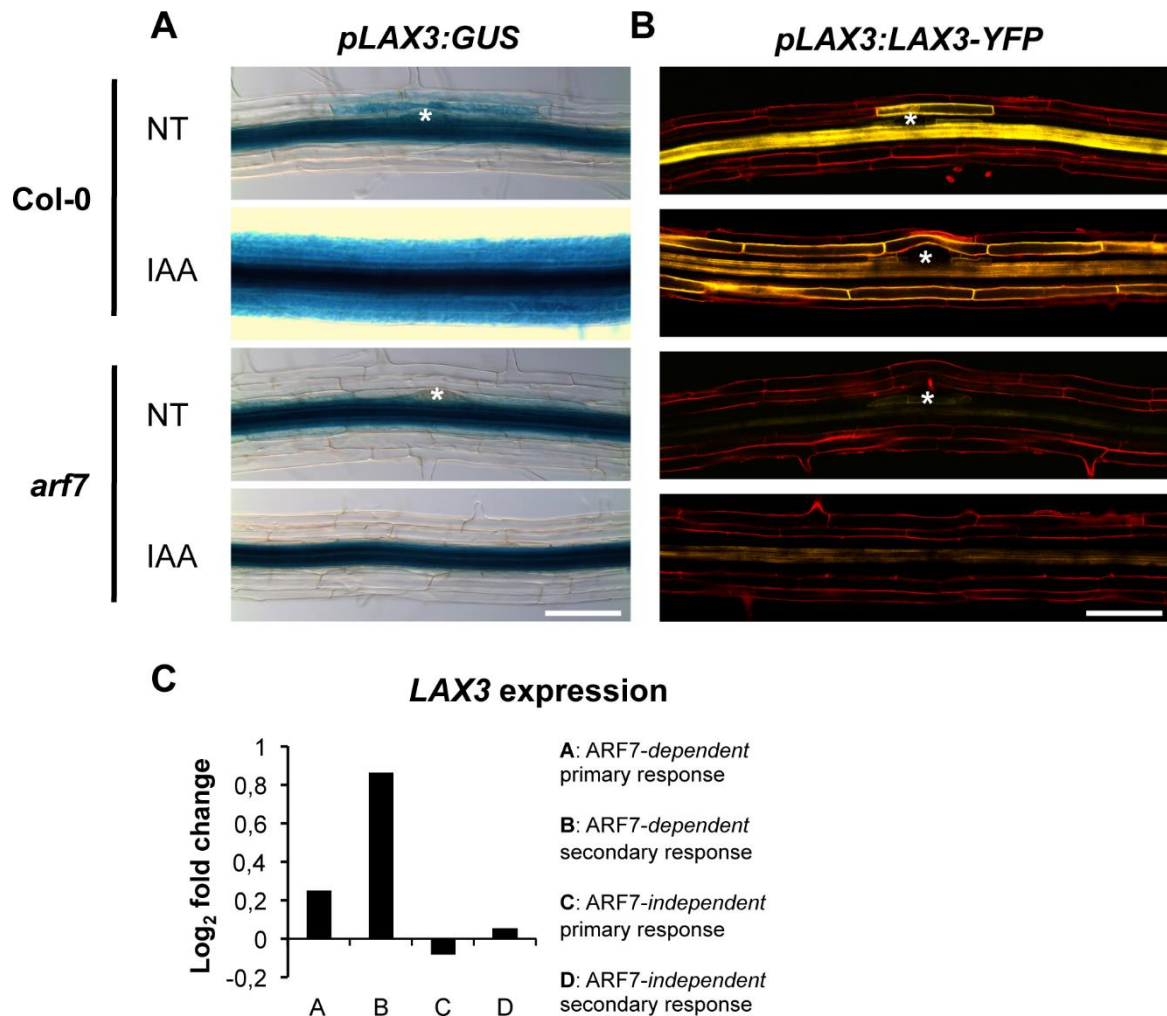 A
pLAX3:GUS
B
pLAX3:LAX3-YFP
Col-0
NT
*
*
IAA
*
arf7
NT
*
*
IAA
C
LAX3 expression
Log2 fold change
1
0,8
0,6
0,4
0,2
0
-0,2
A B C D
A: ARF7-dependent
primary response
B: ARF7-dependent
secondary response
C: ARF7-independent
primary response
D: ARF7-independent
secondary response